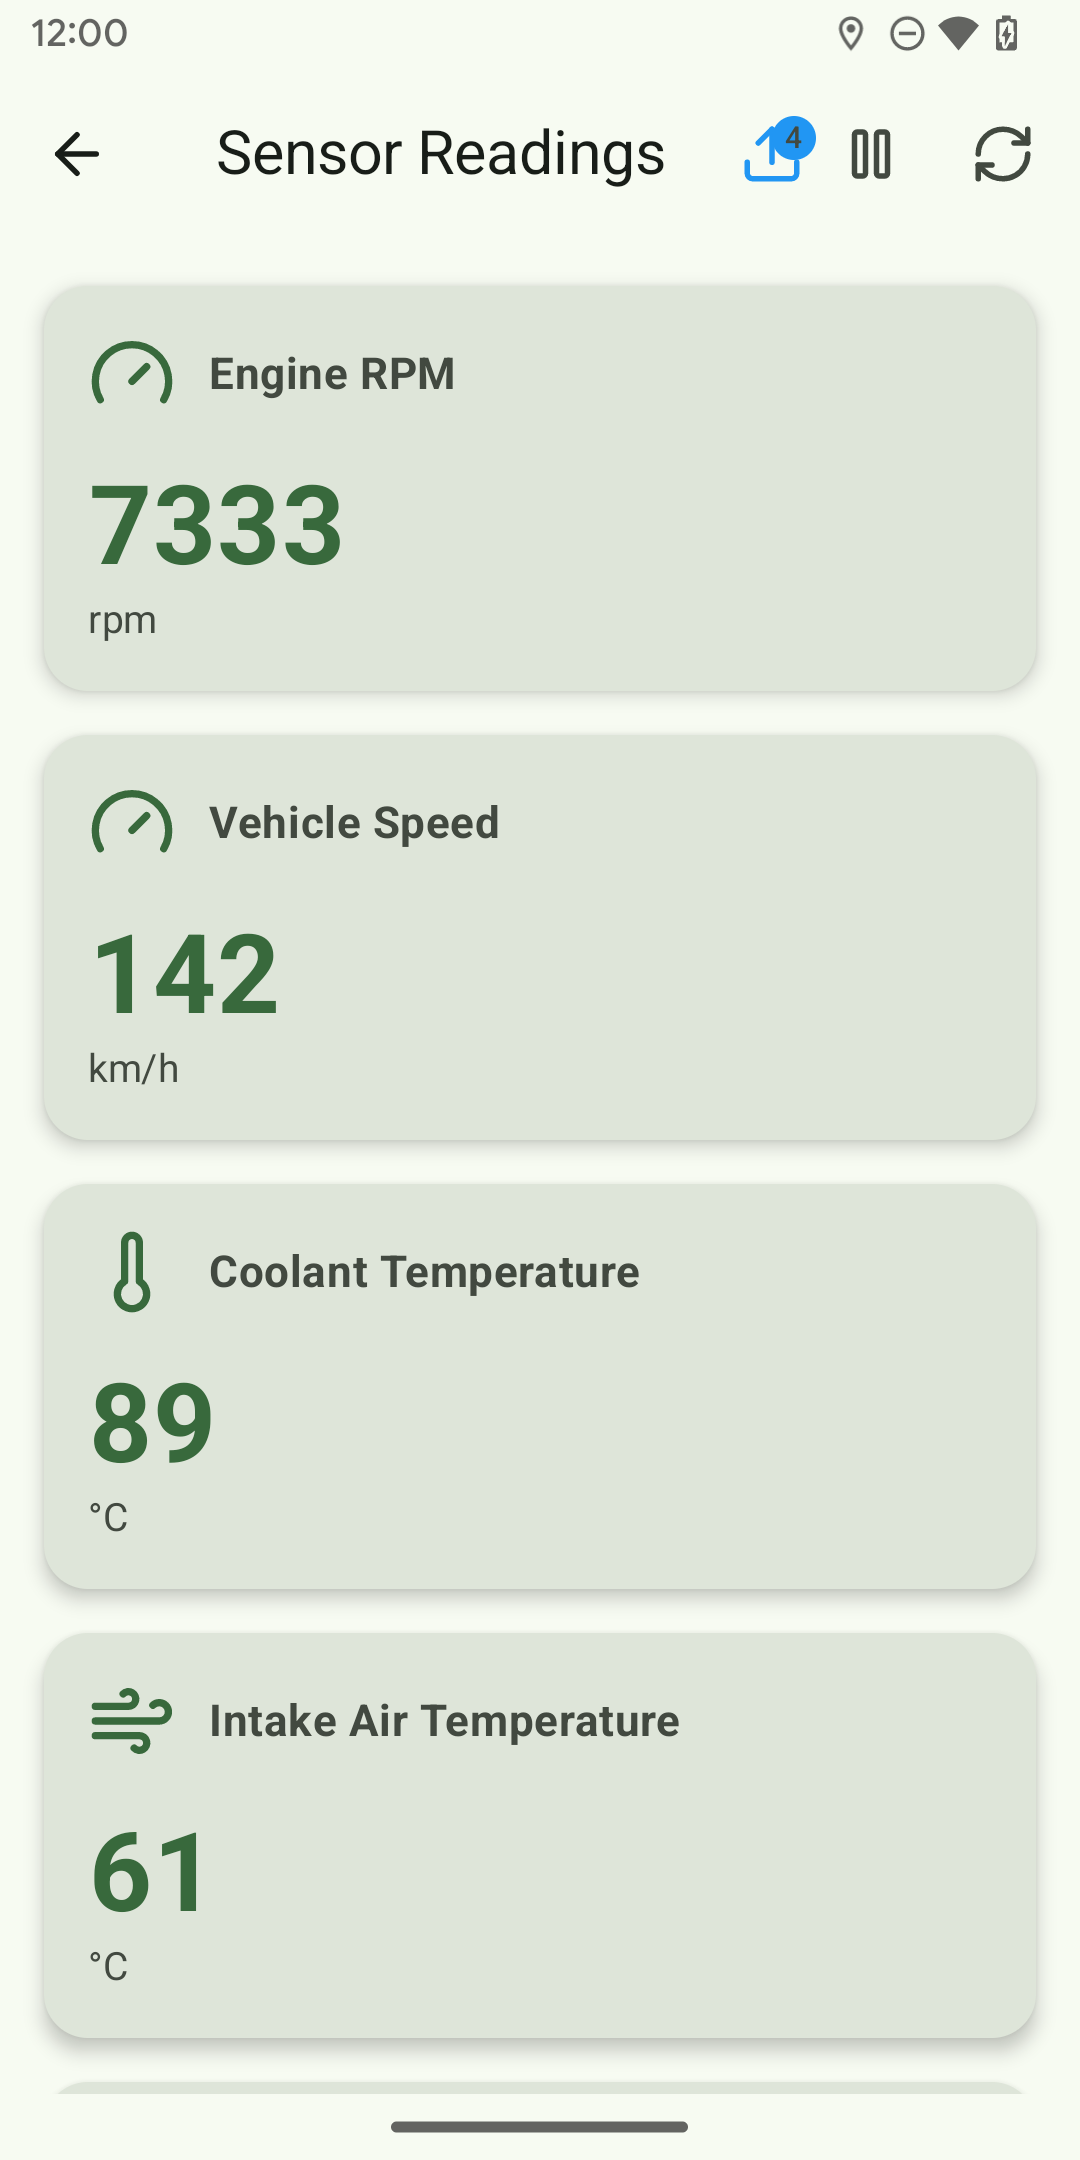 12:00
Sensor Readings
4
Engine RPM
7333
rpm
Vehicle Speed
142
km/h
Coolant Temperature
89
°C
Intake Air Temperature
61
°C